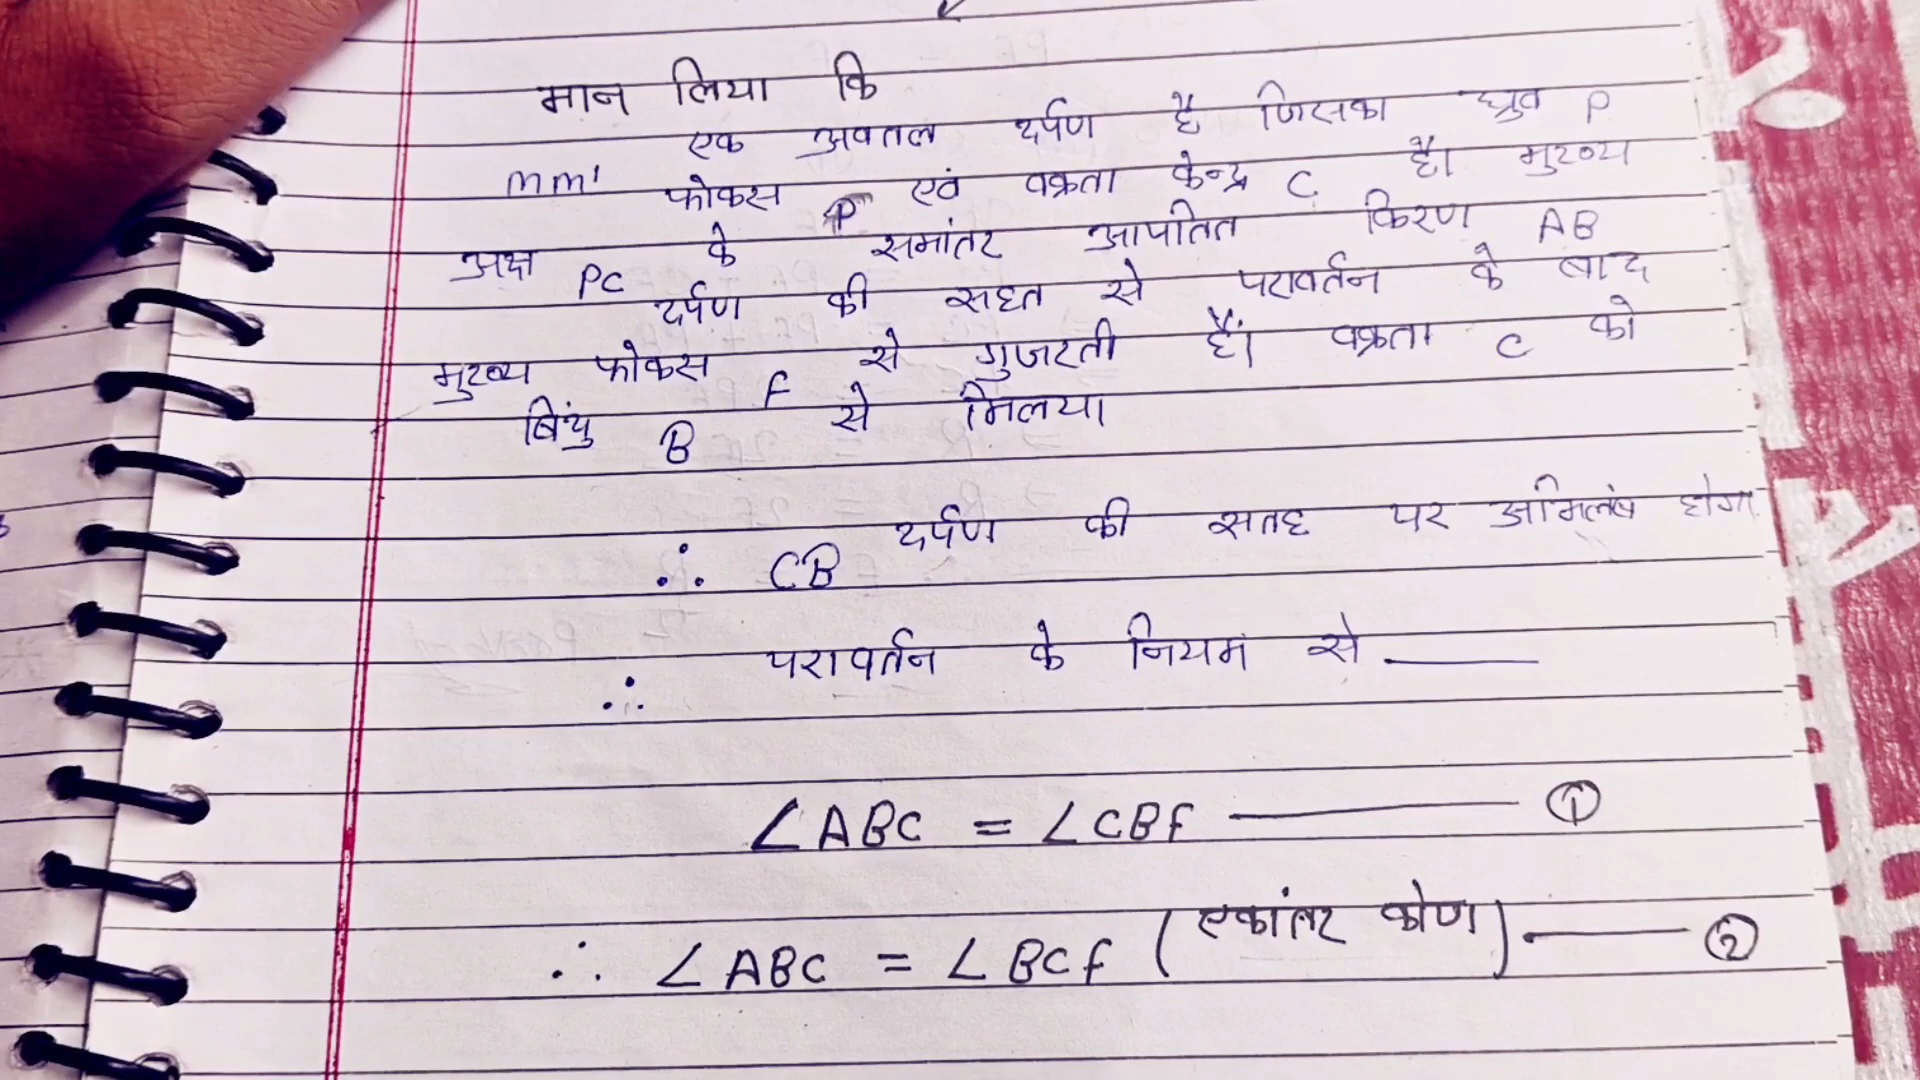 मान लिया कि
mm' एक अवतल दर्पण है जिसका ध्रुव P
फोकस एवं वक्रता केन्द्र C है। मुख्य
अक्ष PC के समांतर आपतित किरण AB
दर्पण की सहत से परावर्तन के बाद
मुख्य फोकस F से गुजरती हैं। वक्रता C को
बिंधु B से मिलया
∴ CB दर्पण की सतह पर अभिलंब होगा
∴ परावर्तन के नियम से ——
∠ABC = ∠CBF —— ①
∴ ∠ABC = ∠BCF (एकांतर कोण) —— ②